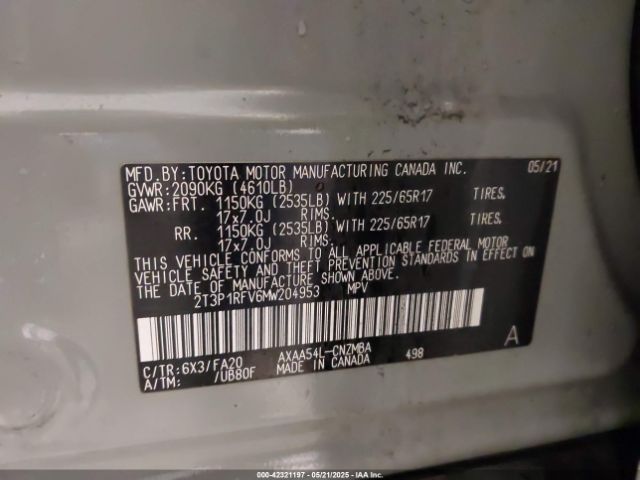 MFD.BY:TOYOTA MOTOR MANUFACTURING CANADA INC. 05/21
GVWR:2090KG (4610LB)
GAWR:FRT. 1150KG (2535LB) WITH 225/65R17 TIRES.
17x7.0J RIMS.
RR. 1150KG (2535LB) WITH 225/65R17 TIRES.
17x7.0J RIMS.
THIS VEHICLE CONFORMS TO ALL APPLICABLE FEDERAL MOTOR
VEHICLE SAFETY AND THEFT PREVENTION STANDARDS IN EFFECT
ON THE DATE OF MANUFACTURE SHOWN ABOVE.
2T3P1RFV6MW204953 MPV
C/TR:6X3/FA20 AXAA54L-CNZMBA 498 A
A/TM: /UB80F MADE IN CANADA
000-42321197 - 05/21/2025 - IAA Inc.